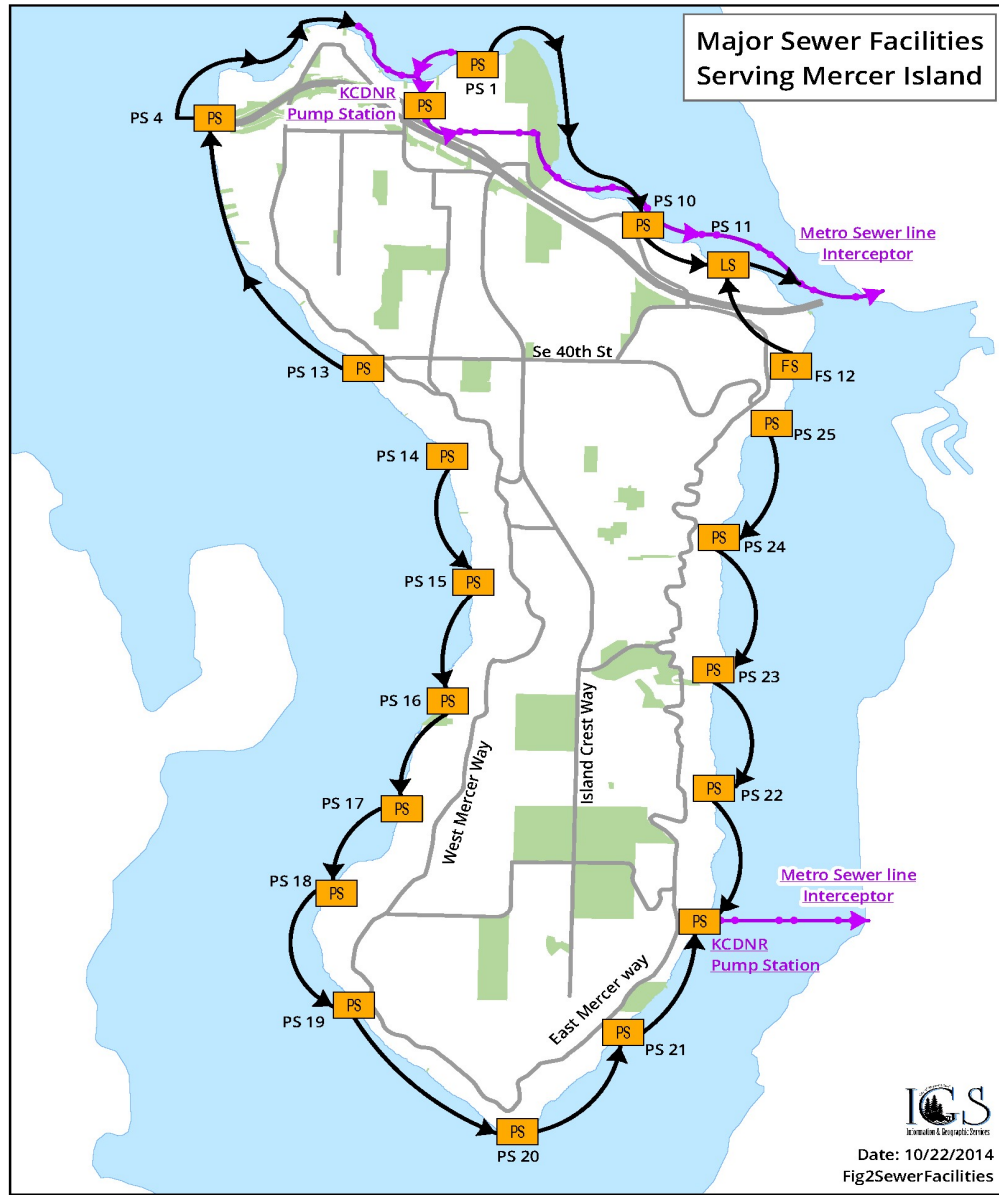 Major Sewer Facilities
Serving Mercer Island
PS
PS 1
KCDNR
Pump Station
PS
PS 4
PS
PS 10
PS
PS 11
LS
Metro Sewer line
Interceptor
Se 40th St
PS 13
PS
FS
FS 12
PS
PS 25
PS 14
PS
PS
PS 24
PS 15
PS
PS
PS 23
PS 16
PS
Island Crest Way
West Mercer Way
PS
PS 22
PS 17
PS
PS 18
PS
Metro Sewer line
Interceptor
PS
KCDNR
Pump Station
East Mercer way
PS 19
PS
PS
PS 21
PS
PS 20
IGS
Information & Geographic Services
Date: 10/22/2014
Fig2SewerFacilities